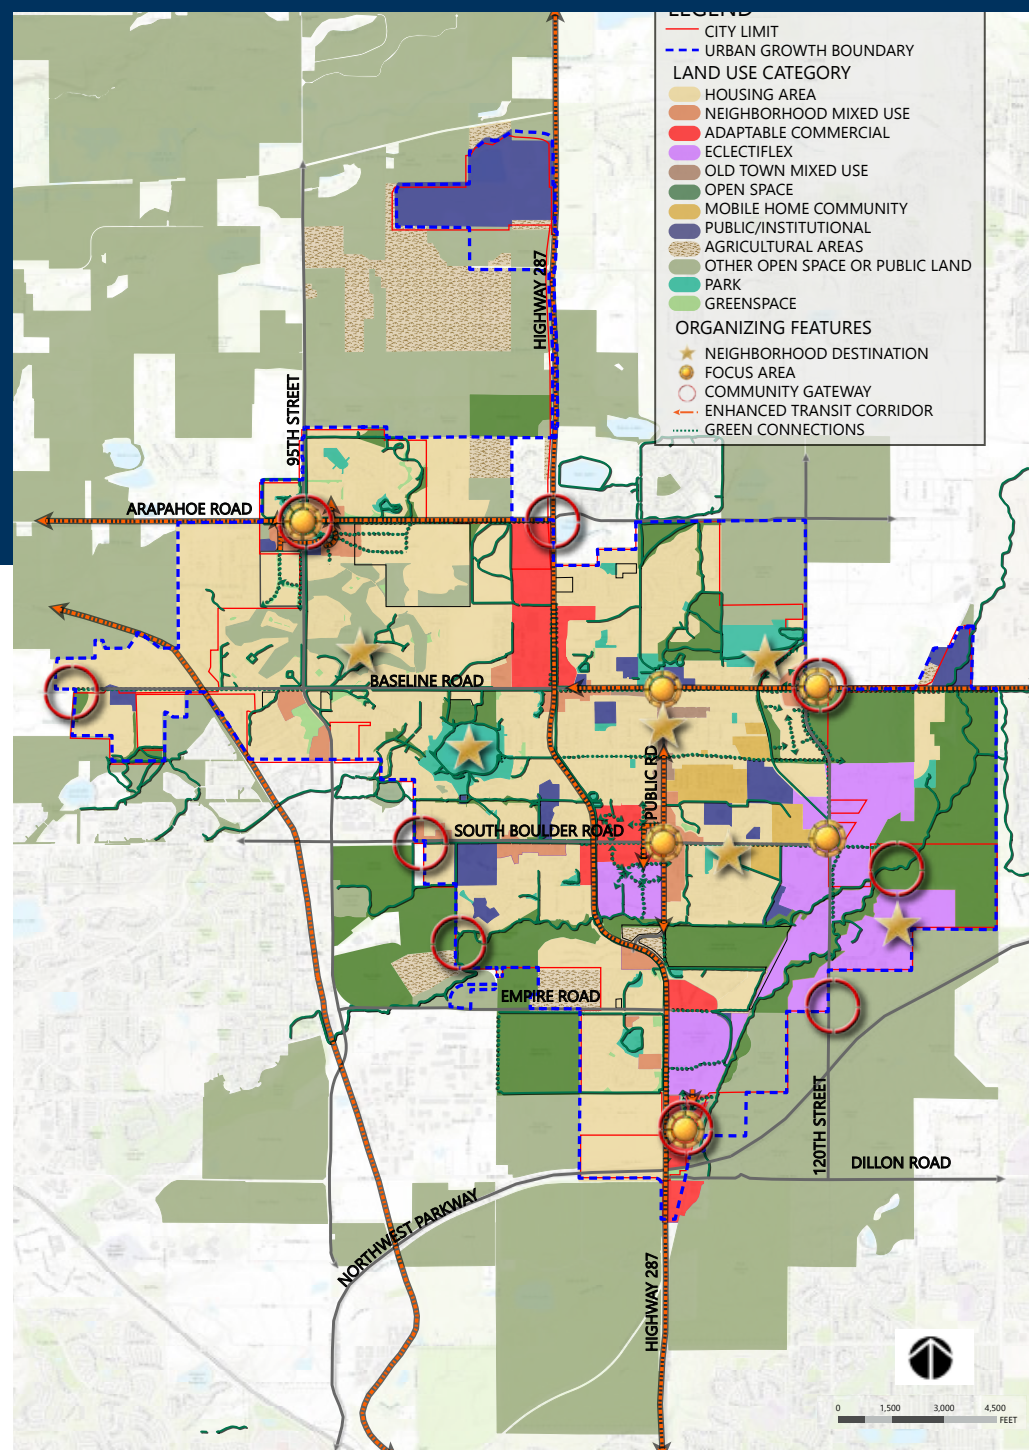 LEGEND
CITY LIMIT
URBAN GROWTH BOUNDARY
LAND USE CATEGORY
HOUSING AREA
NEIGHBORHOOD MIXED USE
ADAPTABLE COMMERCIAL
ECLECTIFLEX
OLD TOWN MIXED USE
OPEN SPACE
MOBILE HOME COMMUNITY
PUBLIC/INSTITUTIONAL
AGRICULTURAL AREAS
OTHER OPEN SPACE OR PUBLIC LAND
PARK
GREENSPACE
ORGANIZING FEATURES
NEIGHBORHOOD DESTINATION
FOCUS AREA
COMMUNITY GATEWAY
ENHANCED TRANSIT CORRIDOR
GREEN CONNECTIONS
HIGHWAY 287
95TH STREET
ARAPAHOE ROAD
BASELINE ROAD
PUBLIC RD
SOUTH BOULDER ROAD
EMPIRE ROAD
120TH STREET
DILLON ROAD
NORTHWEST PARKWAY
HIGHWAY 287
0 1,500 3,000 4,500
FEET